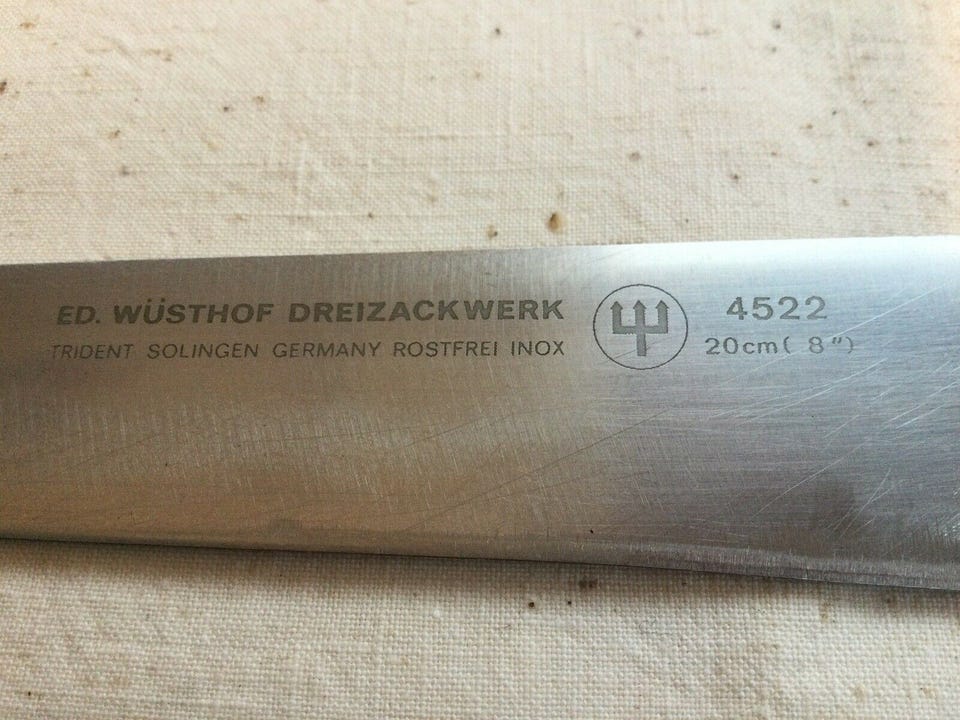 ED. WÜSTHOF DREIZACKWERK
TRIDENT SOLINGEN GERMANY ROSTFREI INOX
4522
20cm( 8")